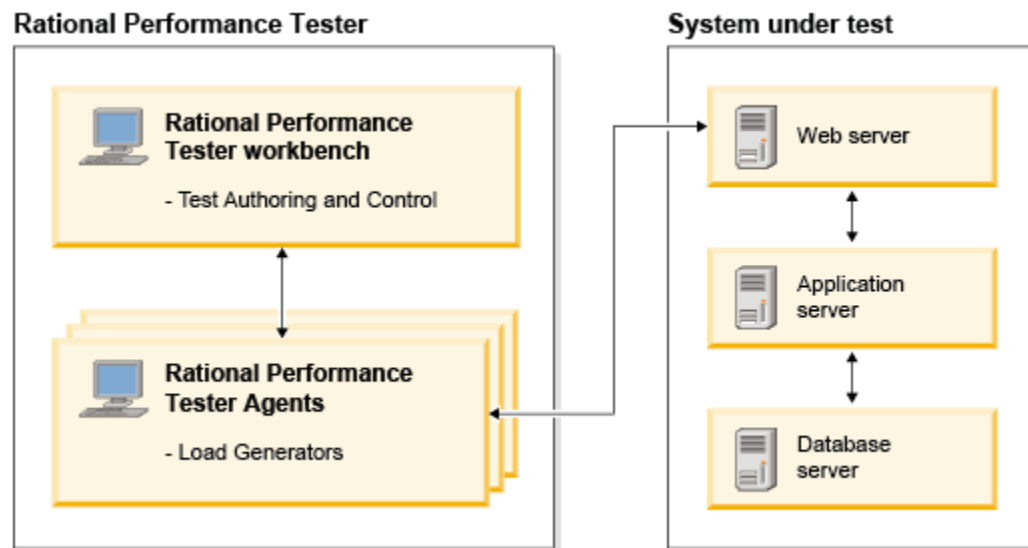 Rational Performance Tester
Rational Performance
Tester workbench
- Test Authoring and Control
Rational Performance
Tester Agents
- Load Generators
System under test
Web server
Application
server
Database
server